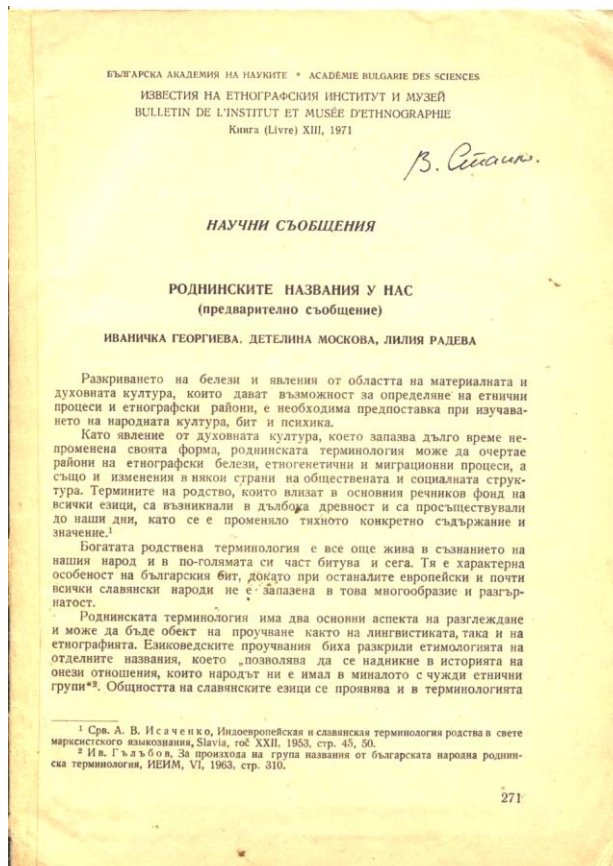 БЪЛГАРСКА АКАДЕМИЯ НА НАУКИТЕ * ACADÉMIE BULGARIE DES SCIENCES
ИЗВЕСТИЯ НА ЕТНОГРАФСКИЯ ИНСТИТУТ И МУЗЕЙ
BULLETIN DE L'INSTITUT ET MUSÉE D'ETHNOGRAPHIE
Книга (Livre) XIII, 1971
НАУЧНИ СЪОБЩЕНИЯ
РОДНИНСКИТЕ НАЗВАНИЯ У НАС
(предварително съобщение)
ИВАНИЧКА ГЕОРГИЕВА, ДЕТЕЛИНА МОСКОВА, ЛИЛИЯ РАДЕВА
Разкриването на белези и явления от областта на материалната и
духовната култура, които дават възможност за определяне на етнични
процеси и етнографски райони, е необходима предпоставка при изучава-
нето на народната култура, бит и психика.
Като явление от духовната култура, което запазва дълго време не-
променена своята форма, роднинската терминология може да очертае
райони на етнографски белези, етногенетични и миграционни процеси, а
също и изменения в някои страни на обществената и социалната струк-
тура. Термините на родство, които влизат в основния речников фонд на
всички езици, са възникнали в дълбока древност и са просъществували
до наши дни, като се е променяло тяхното конкретно съдържание и
значение.¹
Богатата родствена терминология е все още жива в съзнанието на
нашия народ и в по-голямата си част битува и сега. Тя е характерна
особеност на българския бит, докато при останалите европейски и почти
всички славянски народи не е запазена в това многообразие и разгър-
натост.
Роднинската терминология има два основни аспекта на разглеждане
и може да бъде обект на проучване както на лингвистиката, така и на
етнографията. Езиковедските проучвания биха разкрили етимологията на
отделните названия, което „позволява да се надникне в историята на
онези отношения, които народът ни е имал в миналото с чужди етнични
групи"². Общността на славянските езици се проявява и в терминологията
¹ Срв. А. В. Исаченко, Индоевропейская и славянская терминология родства в свете
марксистского языкознания, Slavia, roč XXII. 1953, стр. 45, 50.
² Ив. Гълъбов, За произхода на група названия от българската народна роднин-
ска терминология, ИЕИМ, VI, 1963, стр. 310.
271